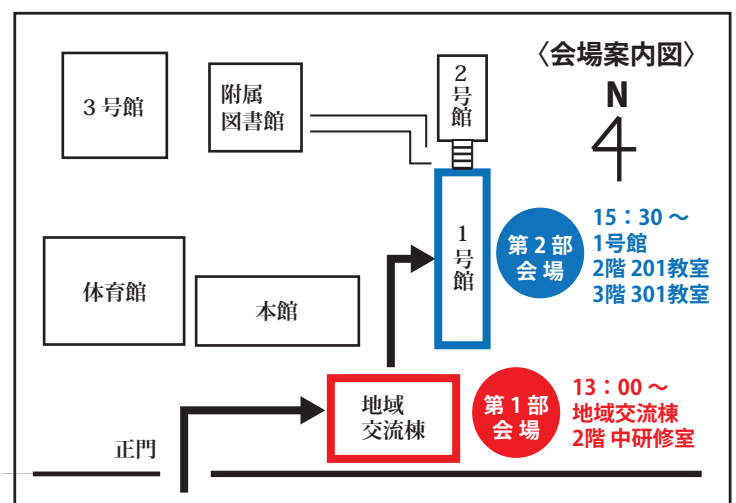 〈会場案内図〉
N
3号館
附属
図書館
2号館
1号館
第2部
会場
15：30～
1号館
2階 201教室
3階 301教室
体育館
本館
地域
交流棟
第1部
会場
13：00～
地域交流棟
2階 中研修室
正門